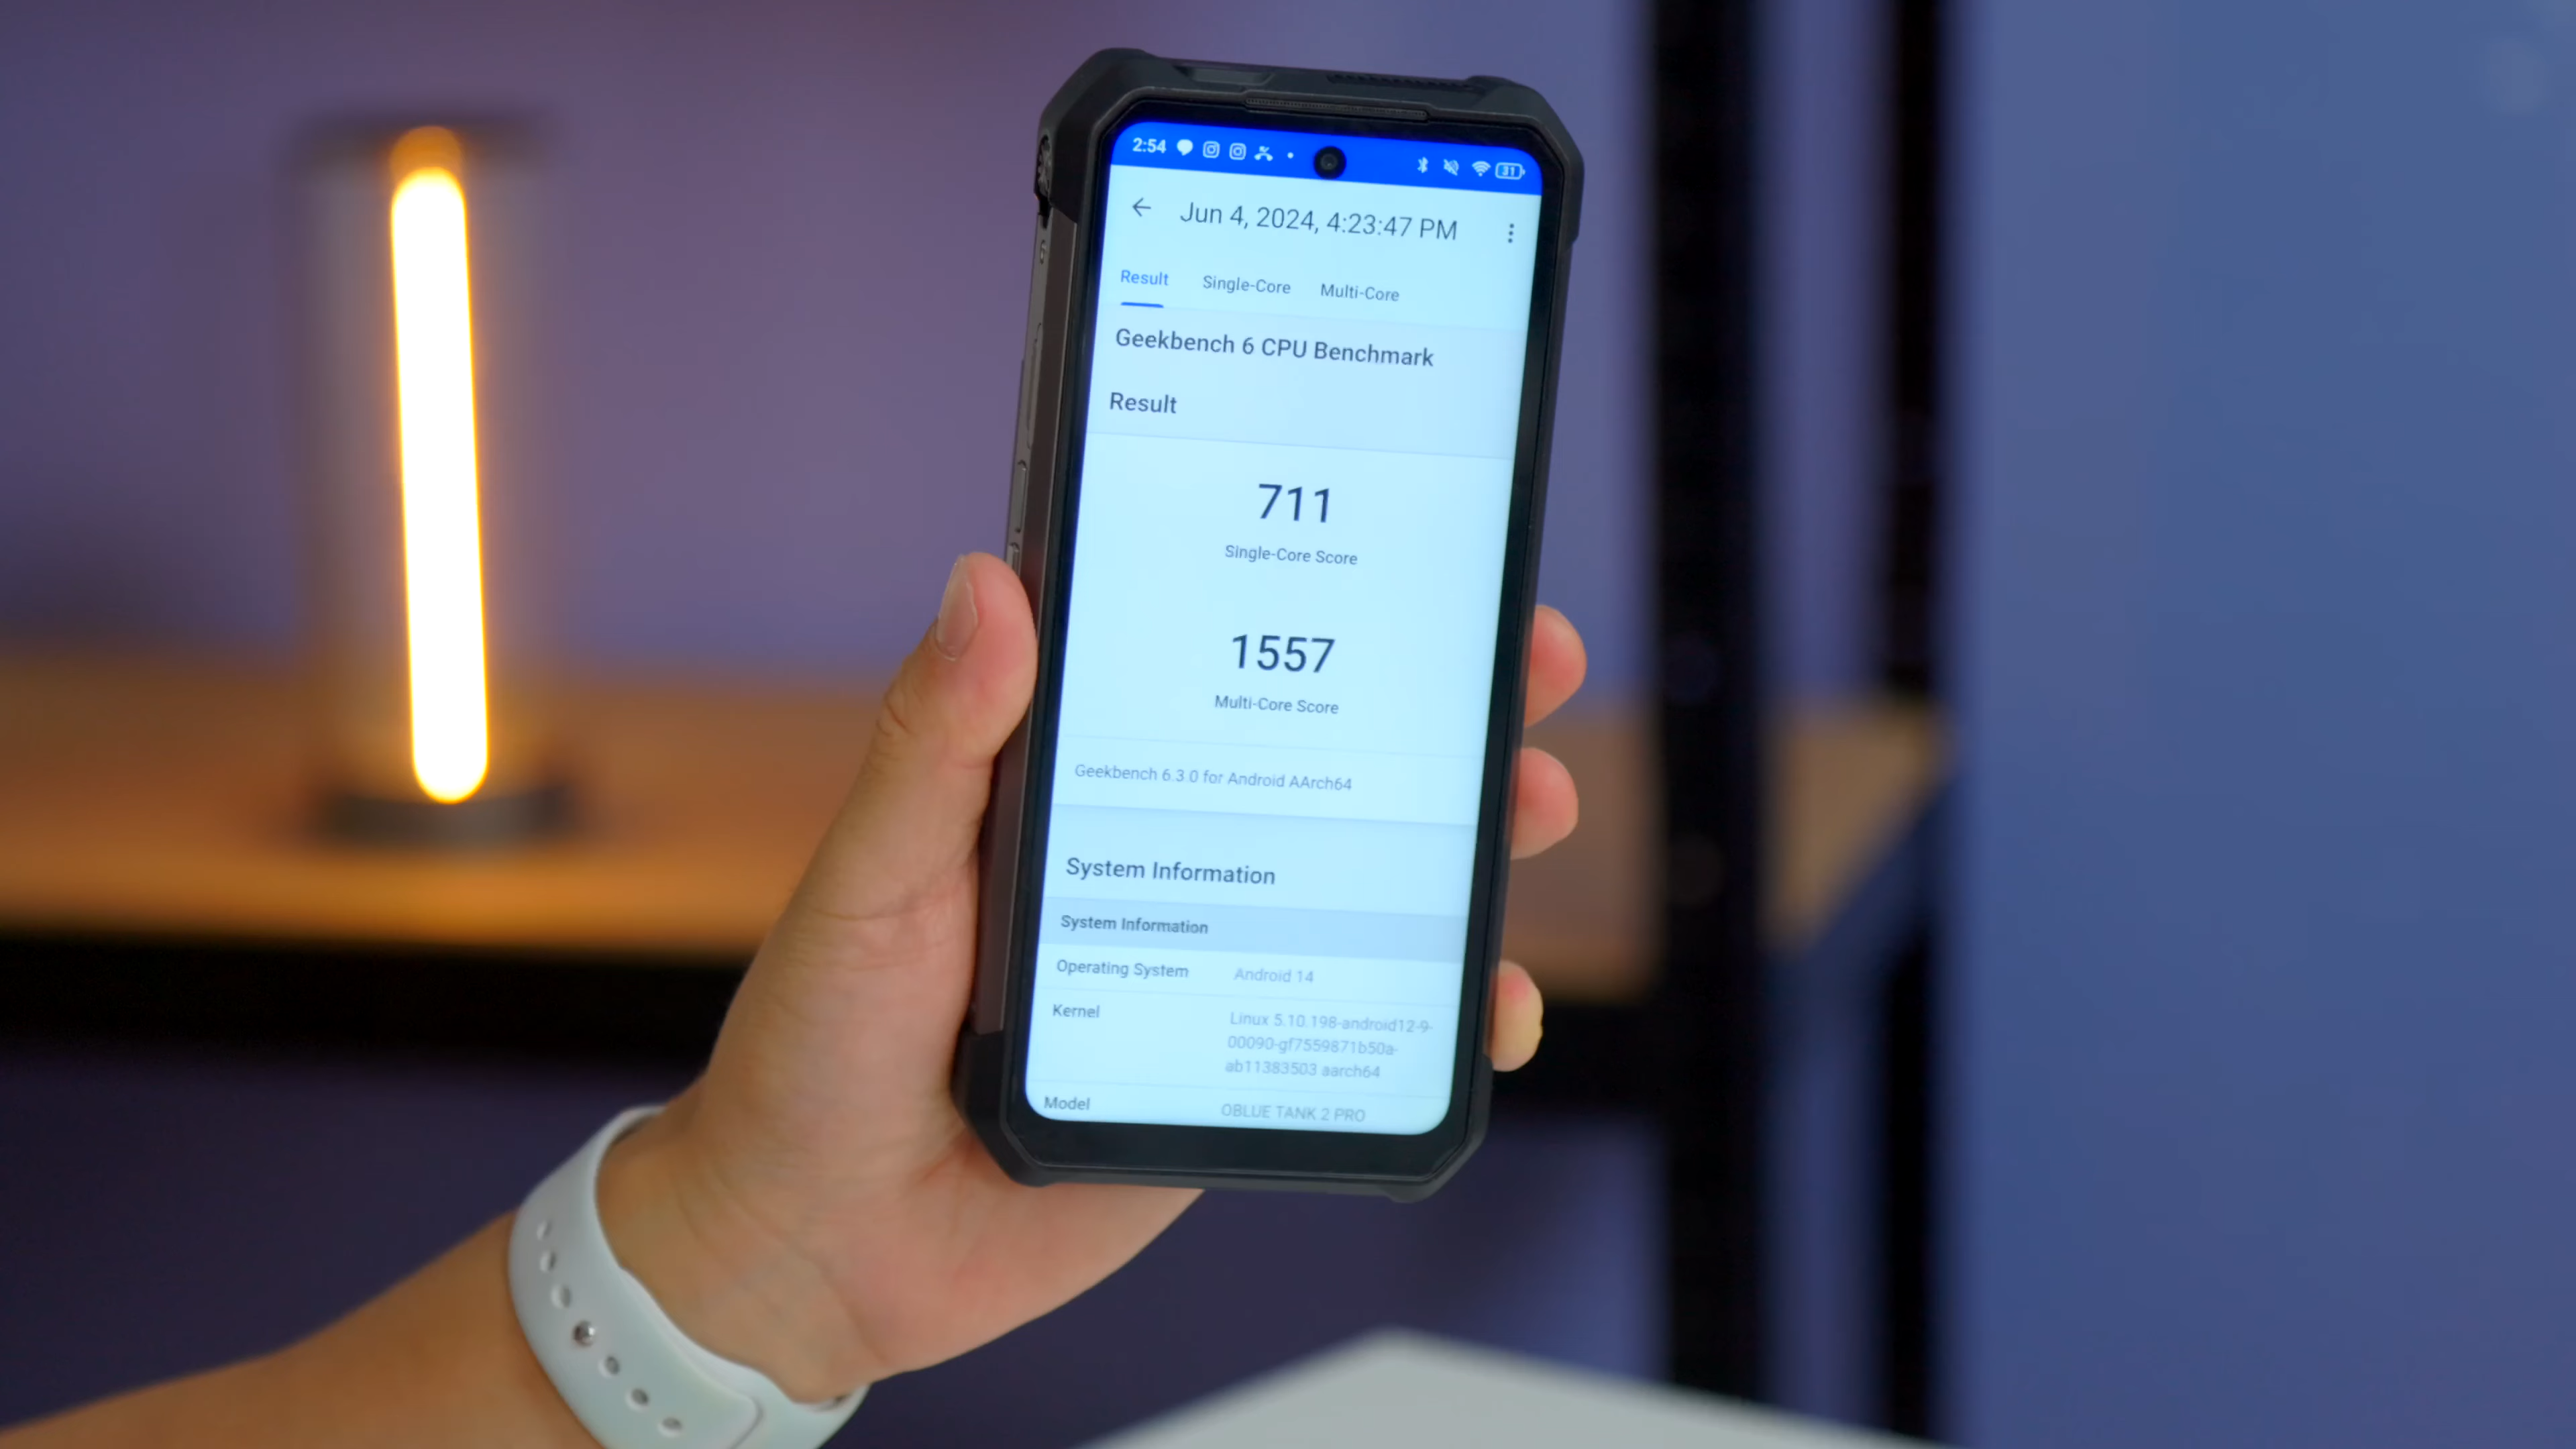 2:54 31
Jun 4, 2024, 4:23:47 PM
Result Single-Core Multi-Core
Geekbench 6 CPU Benchmark
Result
711
Single-Core Score
1557
Multi-Core Score
Geekbench 6.3.0 for Android AArch64
System Information
System Information
Operating System Android 14
Kernel Linux 5.10.198-android12-9-
00090-gf7559871b50a-
ab11383503 aarch64
Model OBLUE TANK 2 PRO